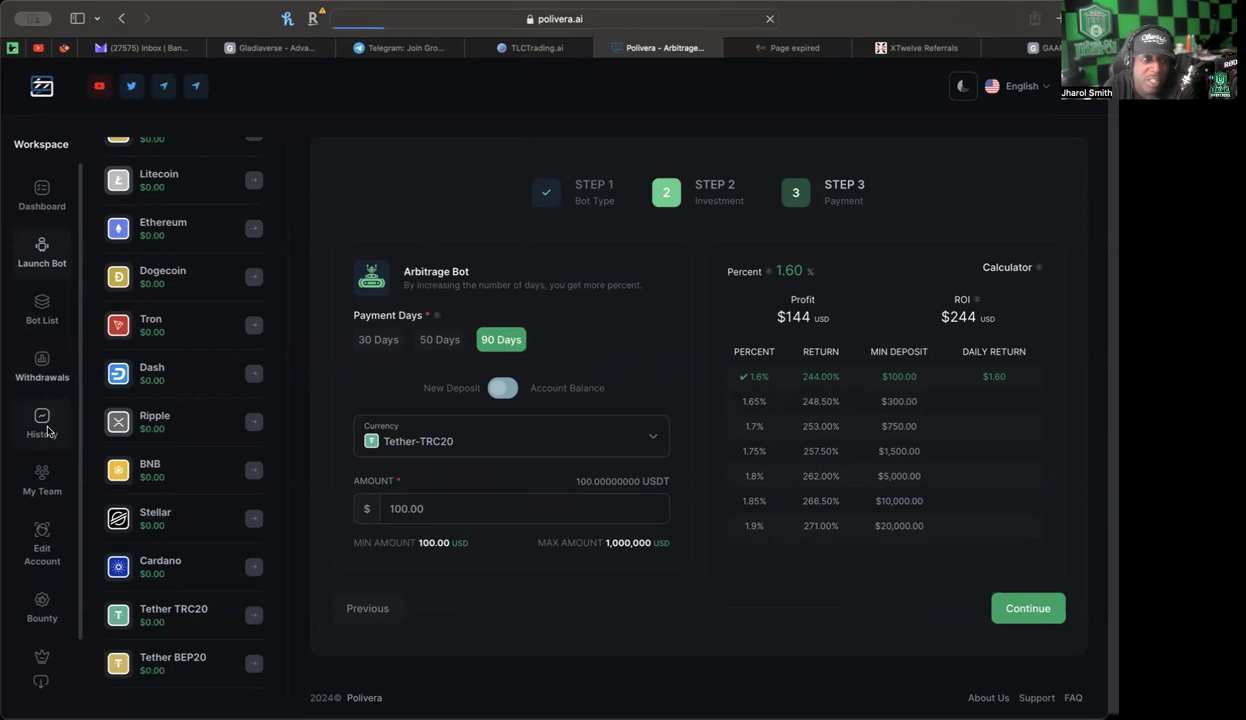 polivera.ai
(27575) Inbox | Ban...
Gladiaverse - Adva...
Telegram: Join Gro...
TLCTrading.ai
Polivera - Arbitrage...
Page expired
XTwelve Referrals
Jharol Smith
English
Workspace
Dashboard
Launch Bot
Bot List
Withdrawals
History
My Team
Edit
Account
Bounty
$0.00
Litecoin
$0.00
Ethereum
$0.00
Dogecoin
$0.00
Tron
$0.00
Dash
$0.00
Ripple
$0.00
BNB
$0.00
Stellar
$0.00
Cardano
$0.00
Tether TRC20
$0.00
Tether BEP20
$0.00
STEP 1
Bot Type
2
STEP 2
Investment
3
STEP 3
Payment
Arbitrage Bot
By increasing the number of days, you get more percent.
Payment Days *
30 Days 50 Days 90 Days
New Deposit Account Balance
Currency
Tether-TRC20
AMOUNT * 100.00000000 USDT
$ 100.00
MIN AMOUNT 100.00 USD MAX AMOUNT 1,000,000 USD
Previous
Percent 1.60 % Calculator
Profit ROI
$144 USD $244 USD
PERCENT RETURN MIN DEPOSIT DAILY RETURN
1.6% 244.00% $100.00 $1.60
1.65% 248.50% $300.00
1.7% 253.00% $750.00
1.75% 257.50% $1,500.00
1.8% 262.00% $5,000.00
1.85% 266.50% $10,000.00
1.9% 271.00% $20,000.00
Continue
2024© Polivera
About Us Support FAQ